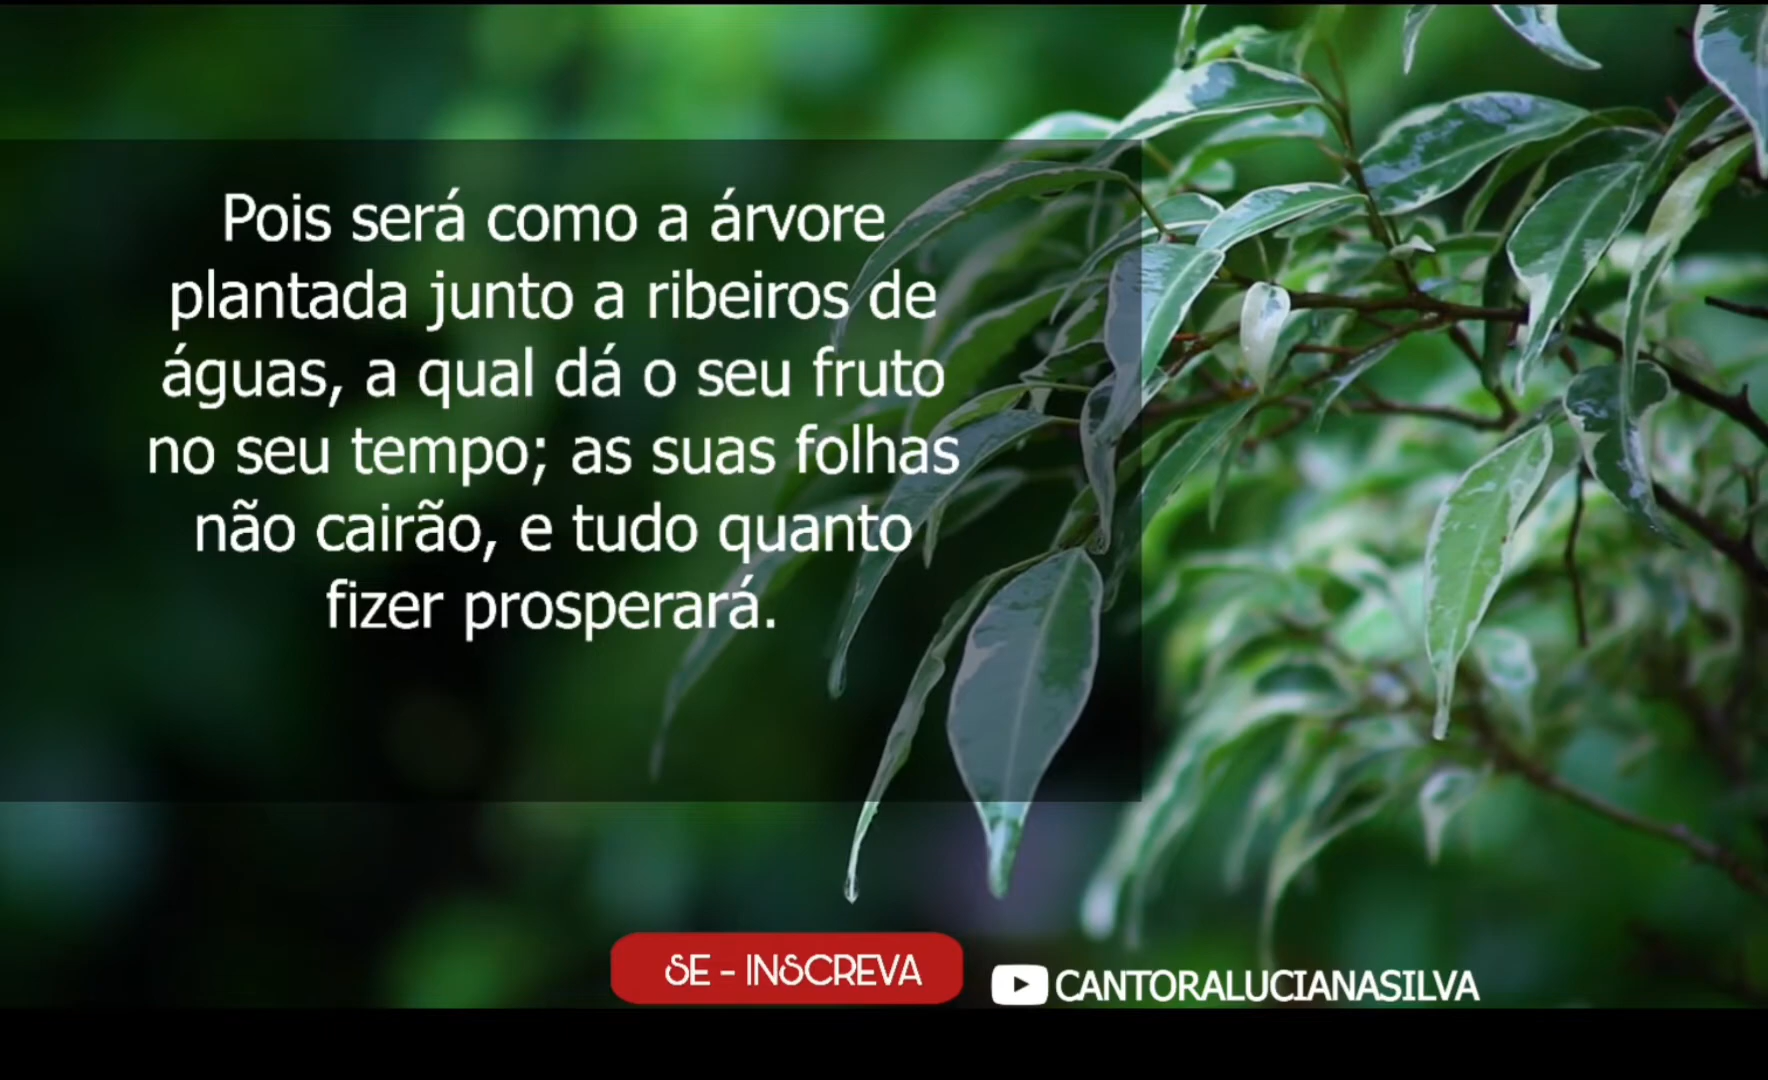 Pois será como a árvore
plantada junto a ribeiros de
águas, a qual dá o seu fruto
no seu tempo; as suas folhas
não cairão, e tudo quanto
fizer prosperará.
SE - INSCREVA
CANTORALUCIANASILVA